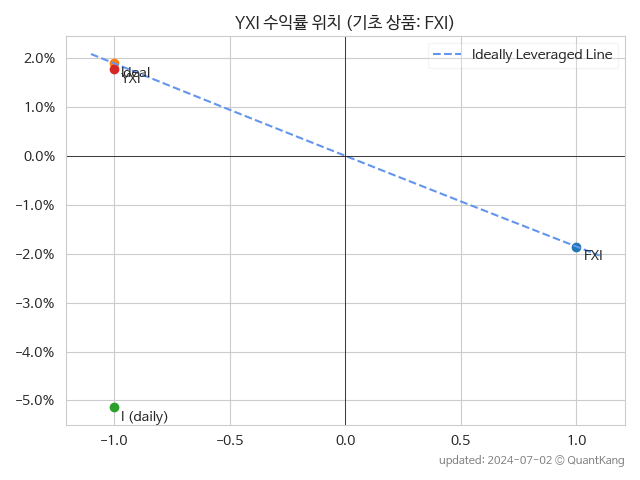 YXI 수익률 위치 (기초 상품: FXI)
Ideally Leveraged Line
2.0%
1.0%
0.0%
-1.0%
-2.0%
-3.0%
-4.0%
-5.0%
Ideal
YXI
FXI
I (daily)
-1.0
-0.5
0.0
0.5
1.0
updated: 2024-07-02 © QuantKang